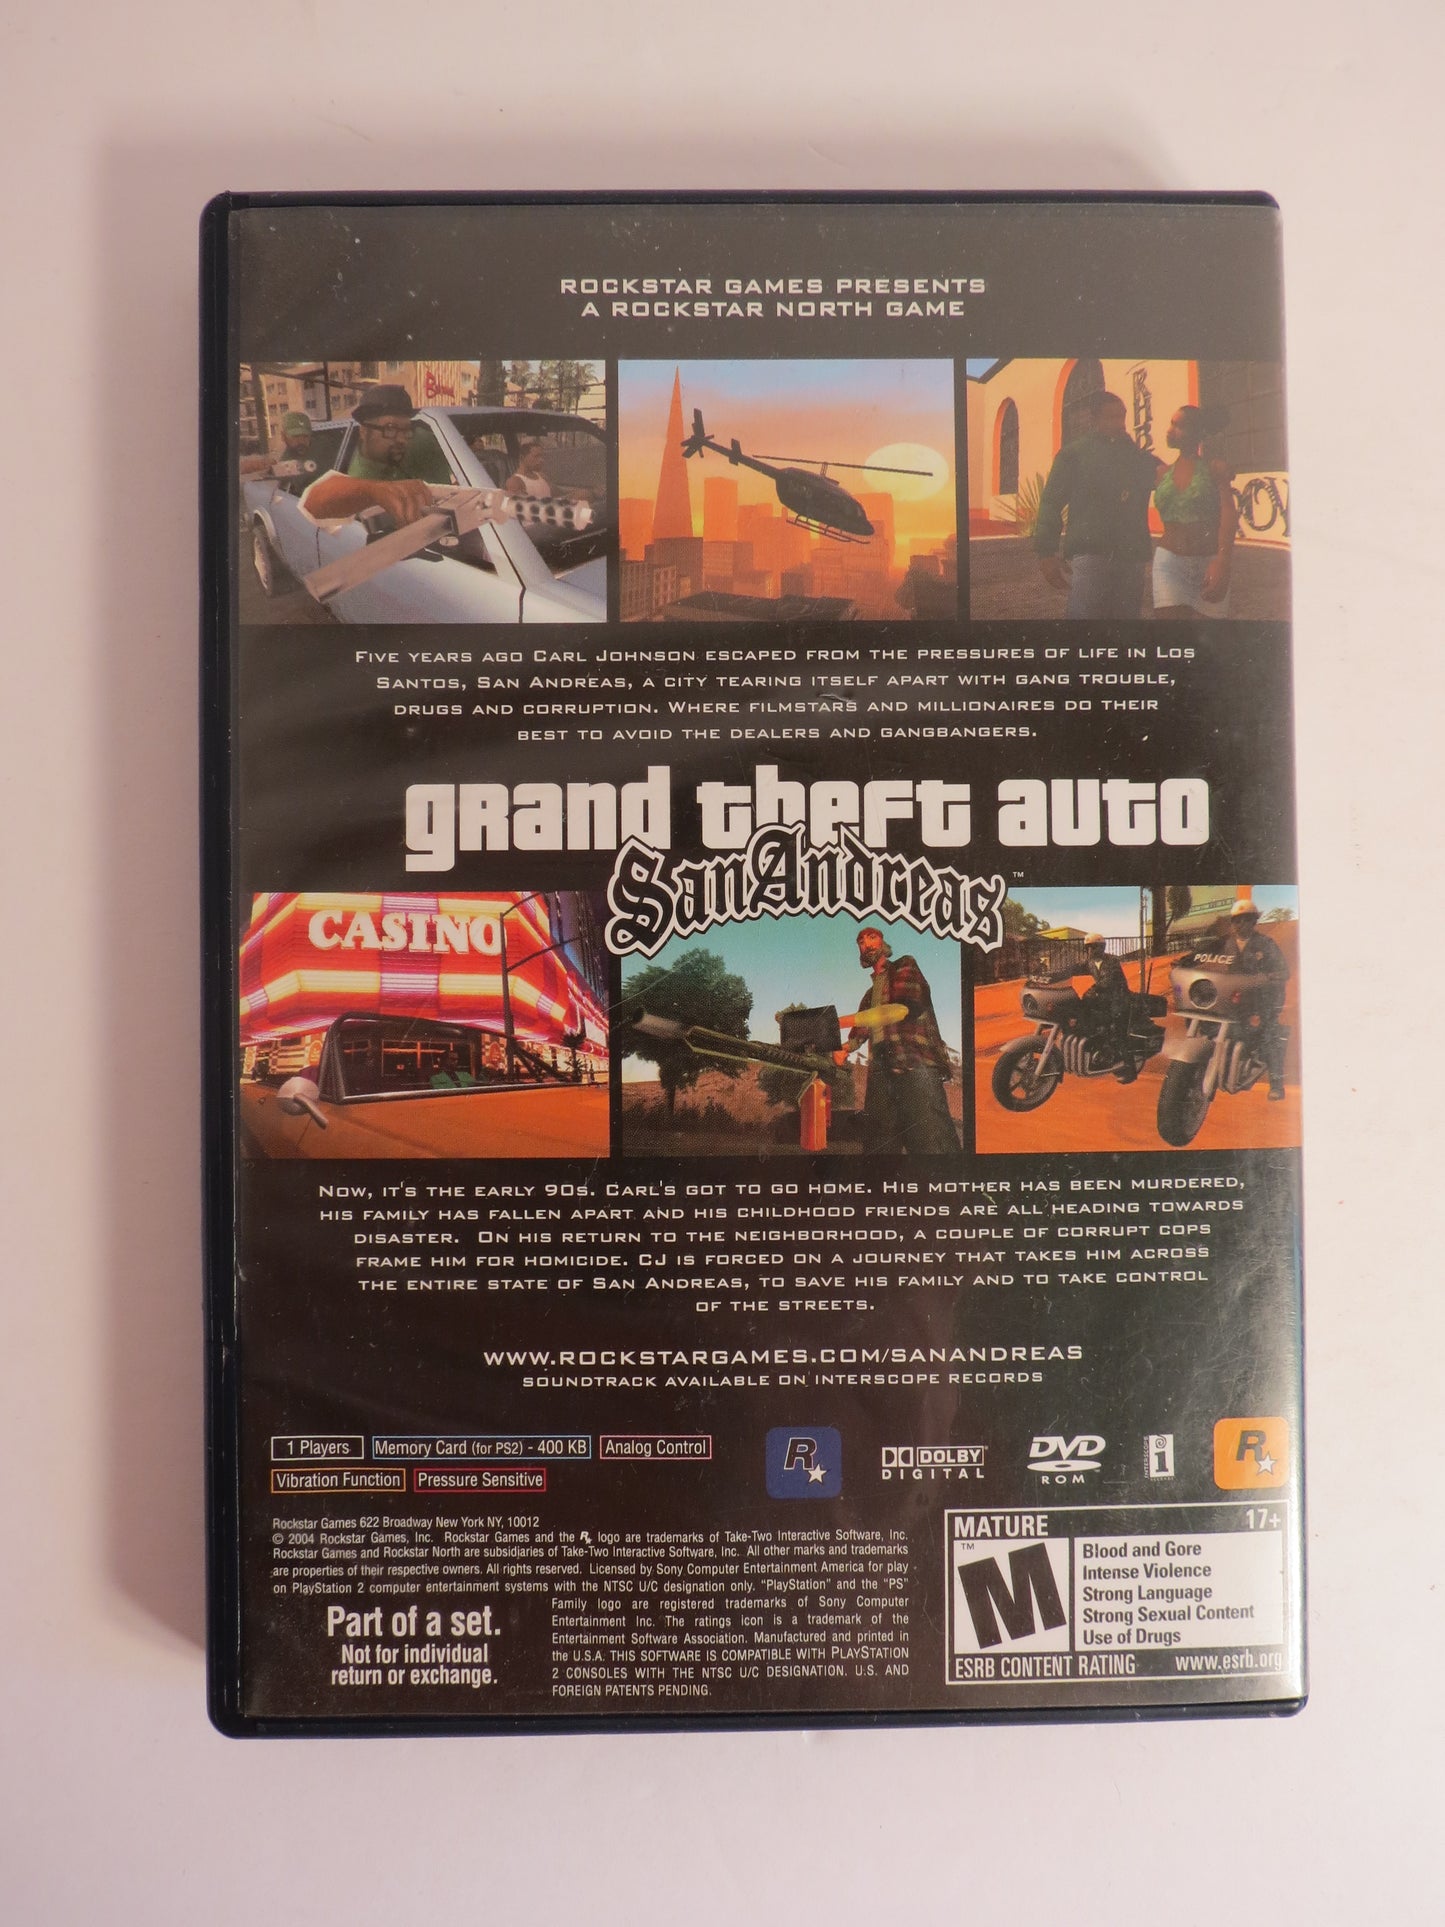 ROCKSTAR GAMES PRESENTS
A ROCKSTAR NORTH GAME
FIVE YEARS AGO CARL JOHNSON ESCAPED FROM THE PRESSURES OF LIFE IN LOS
SANTOS, SAN ANDREAS, A CITY TEARING ITSELF APART WITH GANG TROUBLE,
DRUGS AND CORRUPTION. WHERE FILMSTARS AND MILLIONAIRES DO THEIR
BEST TO AVOID THE DEALERS AND GANGBANGERS.
grand theft auto
San Andreas™
CASINO
POLICE
NOW, IT'S THE EARLY 90S. CARL'S GOT TO GO HOME. HIS MOTHER HAS BEEN MURDERED,
HIS FAMILY HAS FALLEN APART AND HIS CHILDHOOD FRIENDS ARE ALL HEADING TOWARDS
DISASTER. ON HIS RETURN TO THE NEIGHBORHOOD, A COUPLE OF CORRUPT COPS
FRAME HIM FOR HOMICIDE. CJ IS FORCED ON A JOURNEY THAT TAKES HIM ACROSS
THE ENTIRE STATE OF SAN ANDREAS, TO SAVE HIS FAMILY AND TO TAKE CONTROL
OF THE STREETS.
WWW.ROCKSTARGAMES.COM/SANANDREAS
SOUNDTRACK AVAILABLE ON INTERSCOPE RECORDS
1 Players Memory Card (for PS2) - 400 KB Analog Control
Vibration Function Pressure Sensitive
R DOLBY DIGITAL DVD ROM INTERSCOPE i R
Rockstar Games 622 Broadway New York NY, 10012
© 2004 Rockstar Games, Inc. Rockstar Games and the R logo are trademarks of Take-Two Interactive Software, Inc.
Rockstar Games and Rockstar North are subsidiaries of Take-Two Interactive Software, Inc. All other marks and trademarks
are properties of their respective owners. All rights reserved. Licensed by Sony Computer Entertainment America for play
on PlayStation 2 computer entertainment systems with the NTSC U/C designation only. "PlayStation" and the "PS"
Family logo are registered trademarks of Sony Computer
Entertainment Inc. The ratings icon is a trademark of the
Entertainment Software Association. Manufactured and printed in
the U.S.A. THIS SOFTWARE IS COMPATIBLE WITH PLAYSTATION
2 CONSOLES WITH THE NTSC U/C DESIGNATION. U.S. AND
FOREIGN PATENTS PENDING.
Part of a set.
Not for individual
return or exchange.
MATURE 17+
M™
Blood and Gore
Intense Violence
Strong Language
Strong Sexual Content
Use of Drugs
ESRB CONTENT RATING www.esrb.org